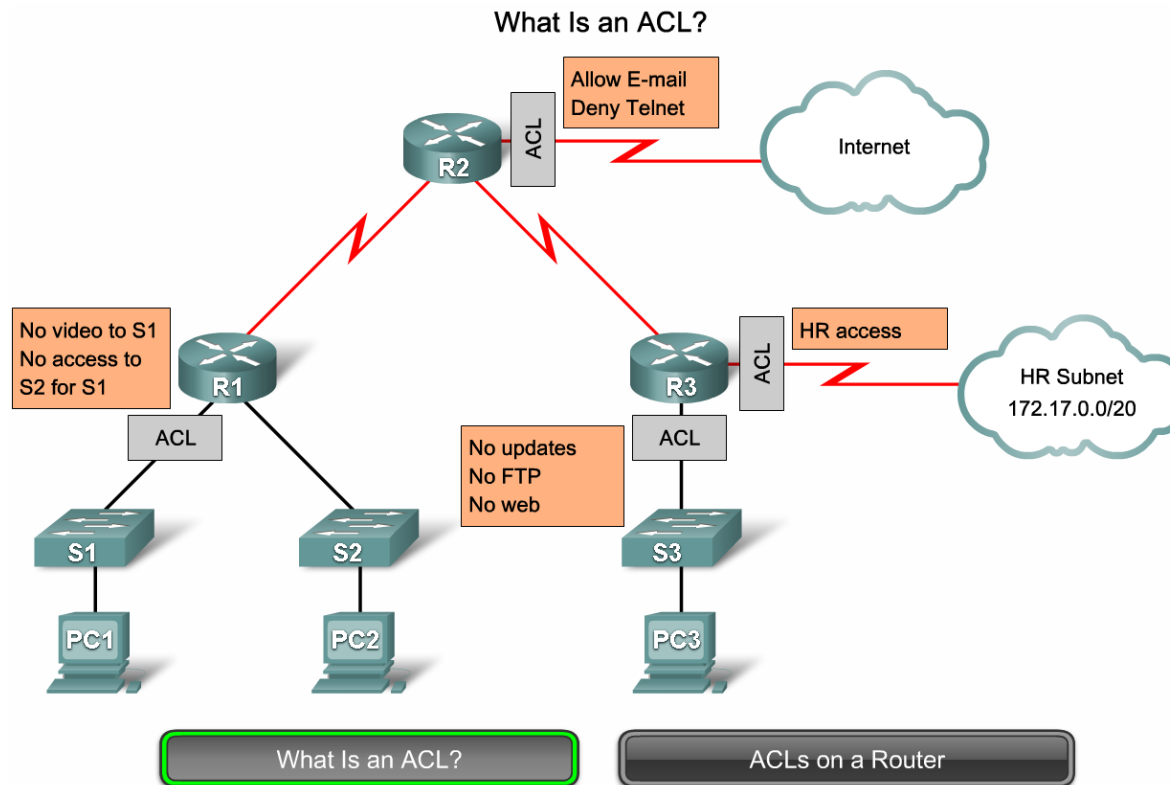 What Is an ACL?
Allow E-mail
Deny Telnet
ACL
R2
Internet
No video to S1
No access to
S2 for S1
R1
ACL
HR access
ACL
R3
HR Subnet
172.17.0.0/20
ACL
No updates
No FTP
No web
S1
S2
S3
PC1
PC2
PC3
What Is an ACL?
ACLs on a Router